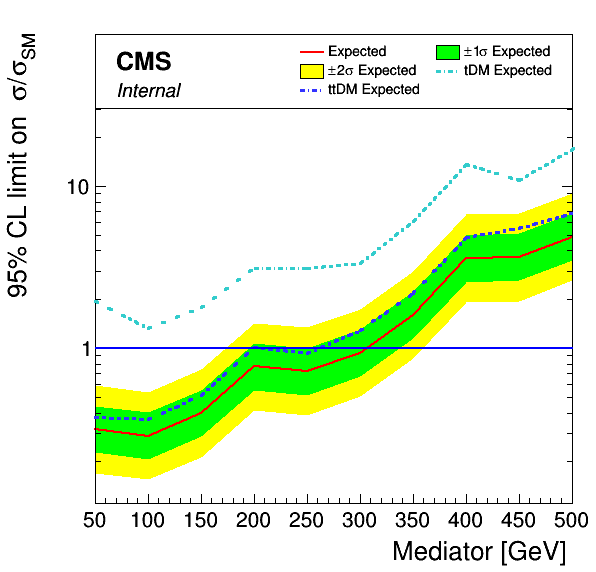 CMS
Internal
Expected
±1σ Expected
±2σ Expected
tDM Expected
ttDM Expected
95% CL limit on σ/σSM
10
1
50 100 150 200 250 300 350 400 450 500
Mediator [GeV]